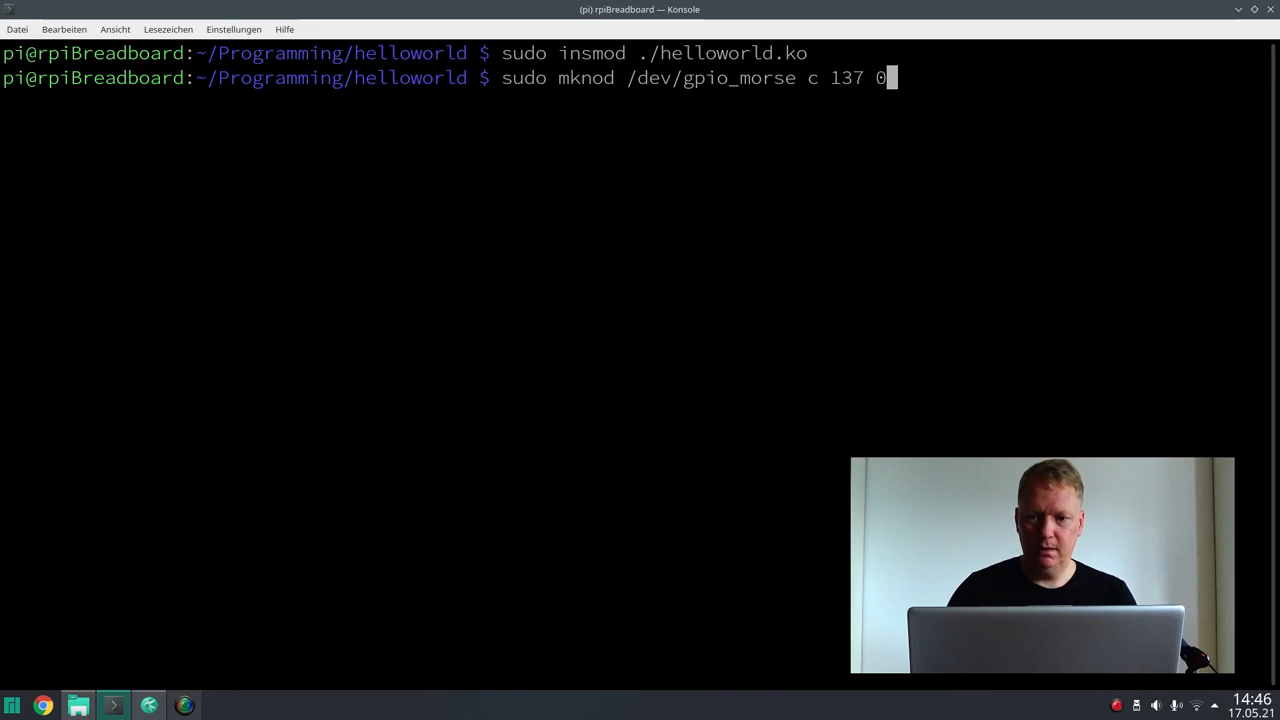 (pi) rpiBreadboard — Konsole
Datei Bearbeiten Ansicht Lesezeichen Einstellungen Hilfe
pi@rpiBreadboard:~/Programming/helloworld $ sudo insmod ./helloworld.ko
pi@rpiBreadboard:~/Programming/helloworld $ sudo mknod /dev/gpio_morse c 137 0
14:46
17.05.21